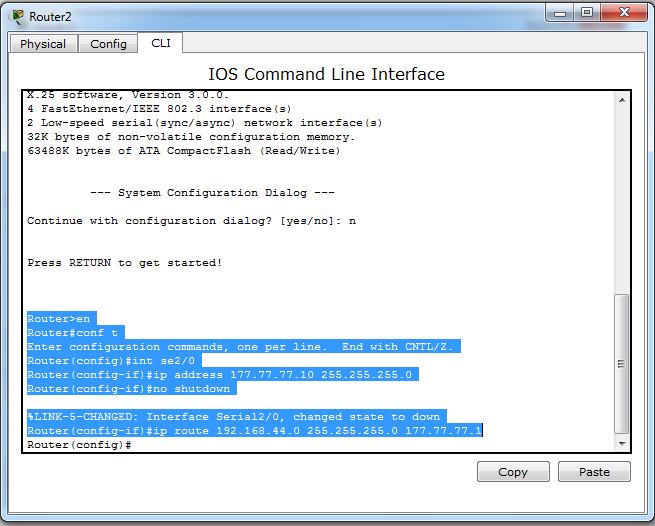 Router2
Physical
Config
CLI
IOS Command Line Interface
X.25 software, Version 3.0.0.
4 FastEthernet/IEEE 802.3 interface(s)
2 Low-speed serial(sync/async) network interface(s)
32K bytes of non-volatile configuration memory.
63488K bytes of ATA CompactFlash (Read/Write)
--- System Configuration Dialog ---
Continue with configuration dialog? [yes/no]: n
Press RETURN to get started!
Router>en
Router#conf t
Enter configuration commands, one per line.  End with CNTL/Z.
Router(config)#int se2/0
Router(config-if)#ip address 177.77.77.10 255.255.255.0
Router(config-if)#no shutdown
%LINK-5-CHANGED: Interface Serial2/0, changed state to down
Router(config-if)#ip route 192.168.44.0 255.255.255.0 177.77.77.1
Router(config)#
Copy
Paste